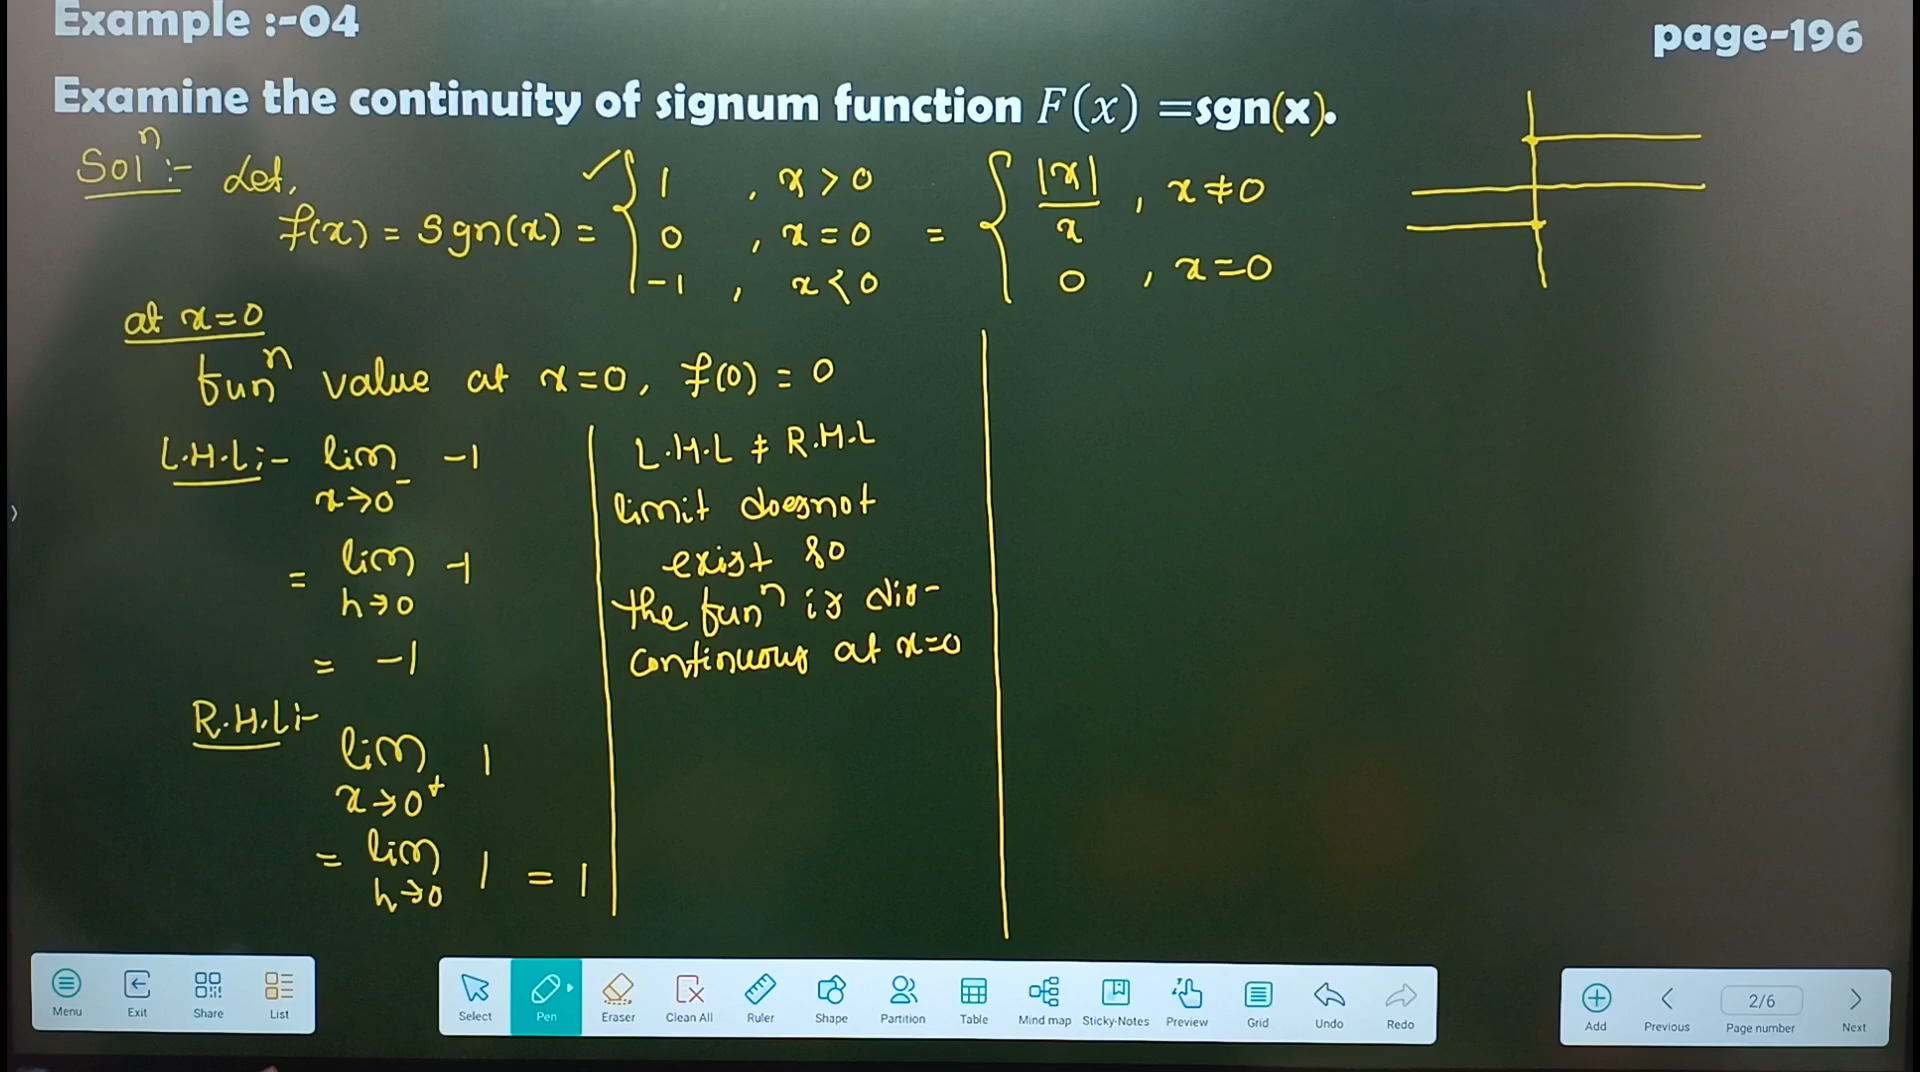 Example :-04
page-196
Examine the continuity of signum function F(x) =sgn(x).
Solⁿ:- Let,
f(x) = Sgn(x) = { 1 , x > 0
0 , x = 0
-1 , x < 0
= { |x|/x , x ≠ 0
0 , x=0
at x=0
funⁿ value at x=0, f(0) = 0
L.H.L:- lim -1
x→0⁻
= lim -1
h→0
= -1
R.H.L:-
lim 1
x→0⁺
= lim 1 = 1
h→0
L.H.L ≠ R.H.L
limit doesnot
exist so
the funⁿ is dis-
continuous at x=0
Menu
Exit
Share
List
Select
Pen
Eraser
Clean All
Ruler
Shape
Partition
Table
Mind map
Sticky-Notes
Preview
Grid
Undo
Redo
Add
Previous
2/6
Page number
Next